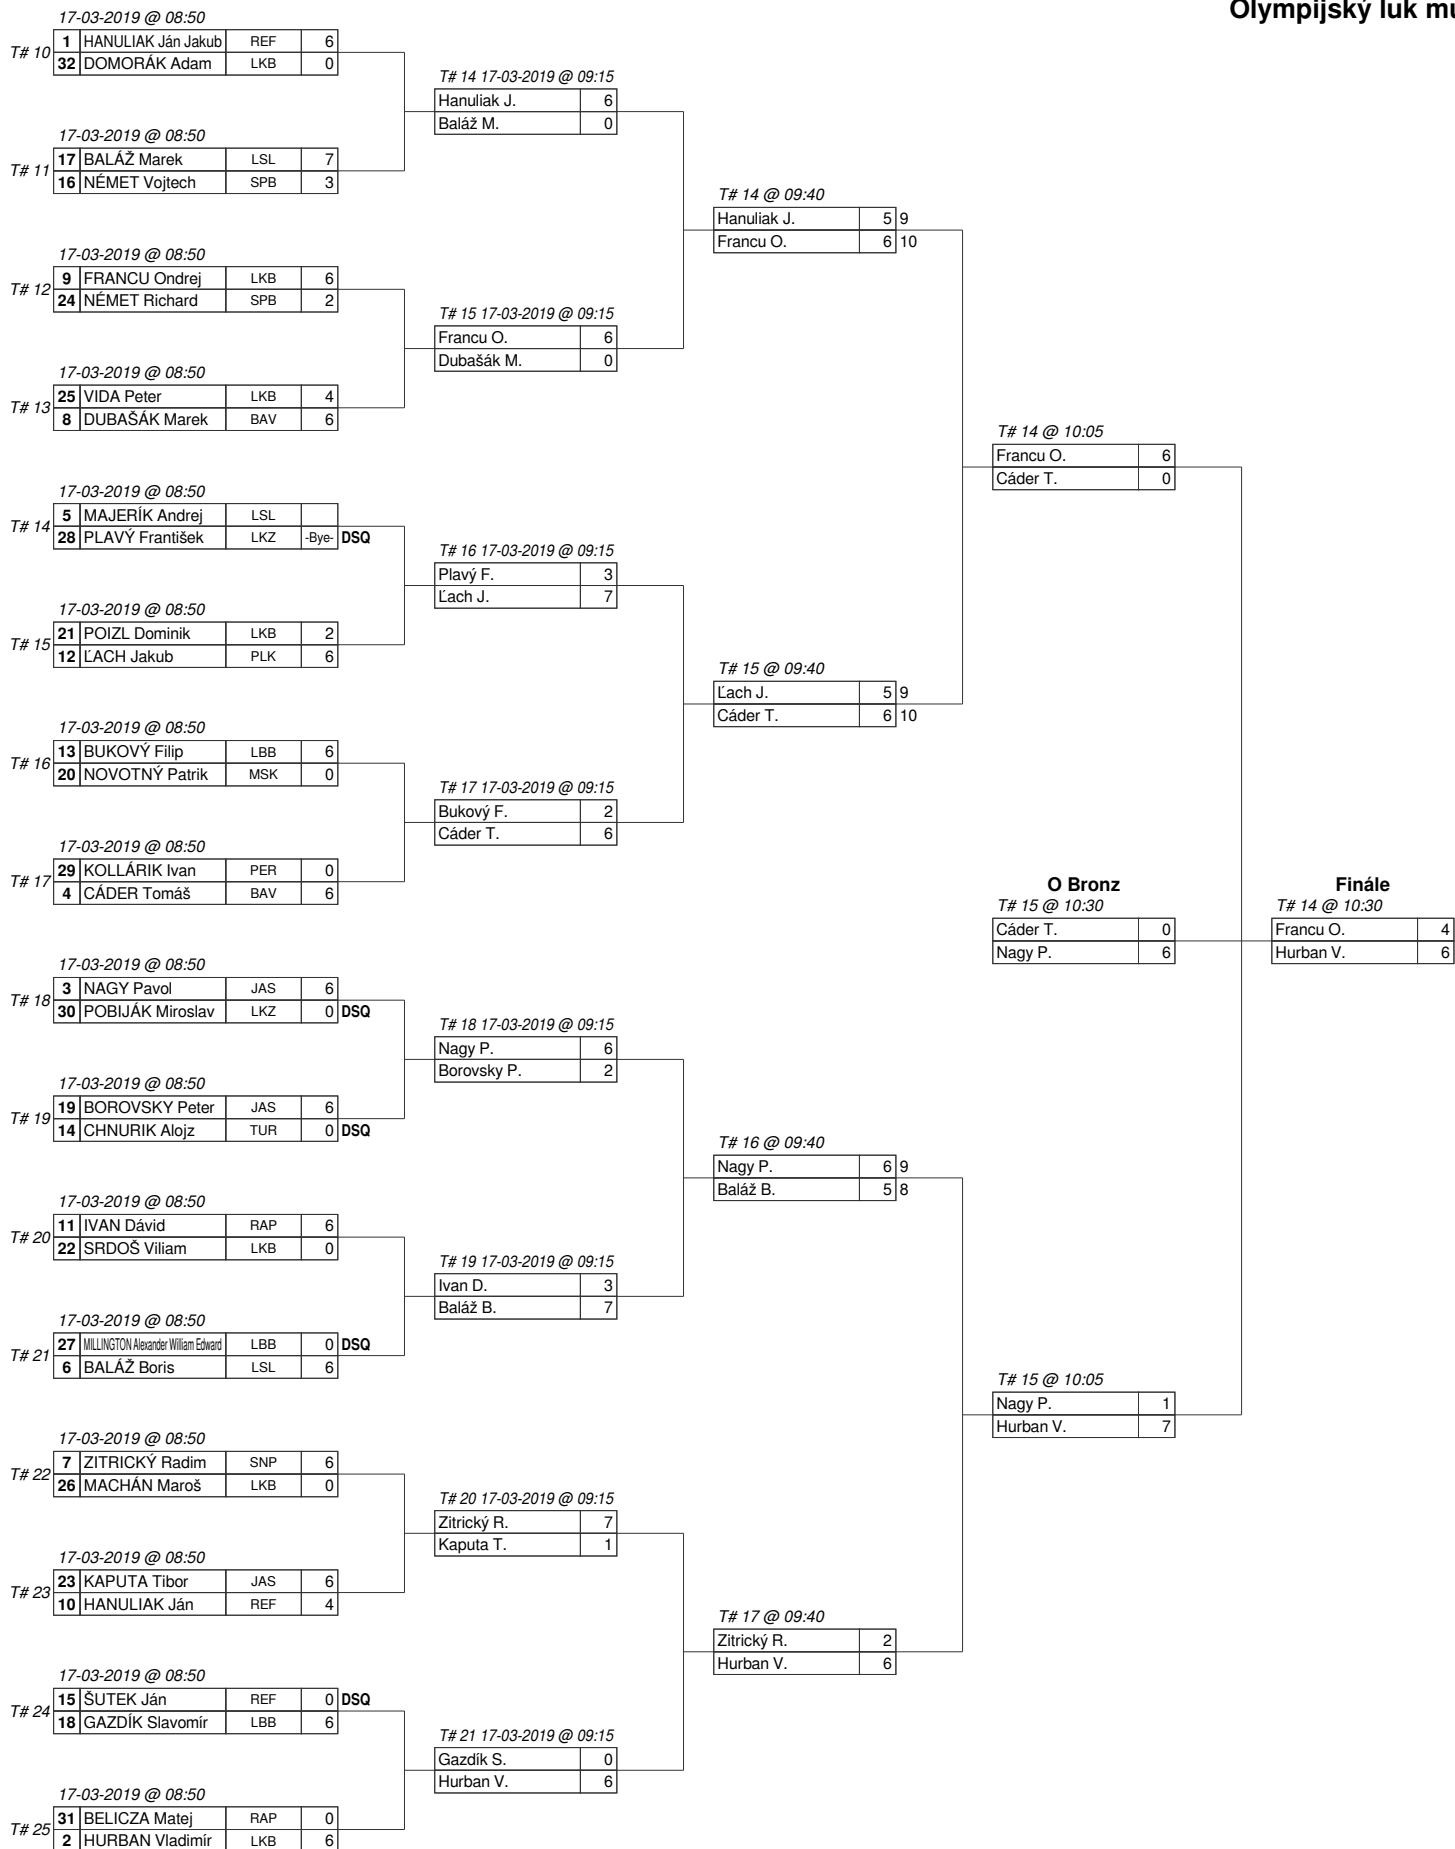 Olympijský luk mu
17-03-2019 @ 08:50
T# 10
1 HANULIAK Ján Jakub REF 6
32 DOMORÁK Adam LKB 0
17-03-2019 @ 08:50
T# 11
17 BALÁŽ Marek LSL 7
16 NÉMET Vojtech SPB 3
17-03-2019 @ 08:50
T# 12
9 FRANCU Ondrej LKB 6
24 NÉMET Richard SPB 2
17-03-2019 @ 08:50
T# 13
25 VIDA Peter LKB 4
8 DUBAŠÁK Marek BAV 6
17-03-2019 @ 08:50
T# 14
5 MAJERÍK Andrej LSL
28 PLAVÝ František LKZ -Bye- DSQ
17-03-2019 @ 08:50
T# 15
21 POIZL Dominik LKB 2
12 ĽACH Jakub PLK 6
17-03-2019 @ 08:50
T# 16
13 BUKOVÝ Filip LBB 6
20 NOVOTNÝ Patrik MSK 0
17-03-2019 @ 08:50
T# 17
29 KOLLÁRIK Ivan PER 0
4 CÁDER Tomáš BAV 6
17-03-2019 @ 08:50
T# 18
3 NAGY Pavol JAS 6
30 POBIJÁK Miroslav LKZ 0 DSQ
17-03-2019 @ 08:50
T# 19
19 BOROVSKY Peter JAS 6
14 CHNURIK Alojz TUR 0 DSQ
17-03-2019 @ 08:50
T# 20
11 IVAN Dávid RAP 6
22 SRDOŠ Viliam LKB 0
17-03-2019 @ 08:50
T# 21
27 MILLINGTON Alexander William Edward LBB 0 DSQ
6 BALÁŽ Boris LSL 6
17-03-2019 @ 08:50
T# 22
7 ZITRICKÝ Radim SNP 6
26 MACHÁN Maroš LKB 0
17-03-2019 @ 08:50
T# 23
23 KAPUTA Tibor JAS 6
10 HANULIAK Ján REF 4
17-03-2019 @ 08:50
T# 24
15 ŠUTEK Ján REF 0 DSQ
18 GAZDÍK Slavomír LBB 6
17-03-2019 @ 08:50
T# 25
31 BELICZA Matej RAP 0
2 HURBAN Vladimír LKB 6
T# 14 17-03-2019 @ 09:15
Hanuliak J. 6
Baláž M. 0
T# 15 17-03-2019 @ 09:15
Francu O. 6
Dubašák M. 0
T# 16 17-03-2019 @ 09:15
Plavý F. 3
Ľach J. 7
T# 17 17-03-2019 @ 09:15
Bukový F. 2
Cáder T. 6
T# 18 17-03-2019 @ 09:15
Nagy P. 6
Borovsky P. 2
T# 19 17-03-2019 @ 09:15
Ivan D. 3
Baláž B. 7
T# 20 17-03-2019 @ 09:15
Zitrický R. 7
Kaputa T. 1
T# 21 17-03-2019 @ 09:15
Gazdík S. 0
Hurban V. 6
T# 14 @ 09:40
Hanuliak J. 5 9
Francu O. 6 10
T# 15 @ 09:40
Ľach J. 5 9
Cáder T. 6 10
T# 16 @ 09:40
Nagy P. 6 9
Baláž B. 5 8
T# 17 @ 09:40
Zitrický R. 2
Hurban V. 6
T# 14 @ 10:05
Francu O. 6
Cáder T. 0
T# 15 @ 10:05
Nagy P. 1
Hurban V. 7
O Bronz
T# 15 @ 10:30
Cáder T. 0
Nagy P. 6
Finále
T# 14 @ 10:30
Francu O. 4
Hurban V. 6